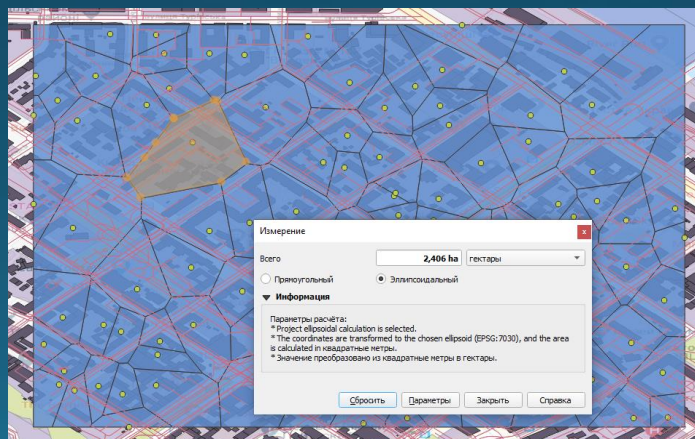 Измерение
Всего
2,406 ha
гектары
Прямоугольный
Эллипсоидальный
Информация
Параметры расчёта:
* Project ellipsoidal calculation is selected.
* The coordinates are transformed to the chosen ellipsoid (EPSG:7030), and the area
is calculated in квадратные метры.
* Значение преобразовано из квадратные метры в гектары.
Сбросить
Параметры
Закрыть
Справка